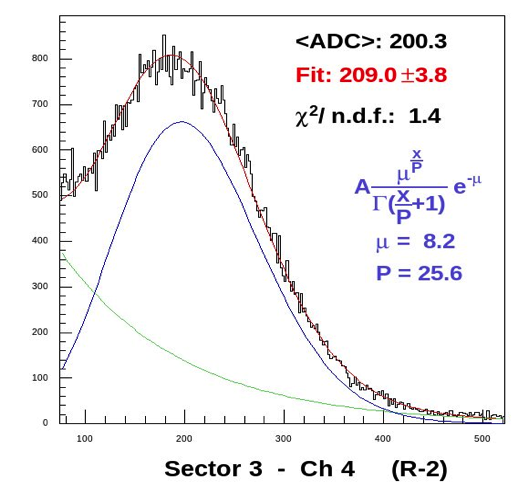 <ADC>: 200.3
Fit: 209.0 ±3.8
χ²/ n.d.f.: 1.4
A μ^(x/P) / Γ(x/P+1) e^-μ
μ = 8.2
P = 25.6
800
700
600
500
400
300
200
100
0
100 200 300 400 500
Sector 3 - Ch 4 (R-2)